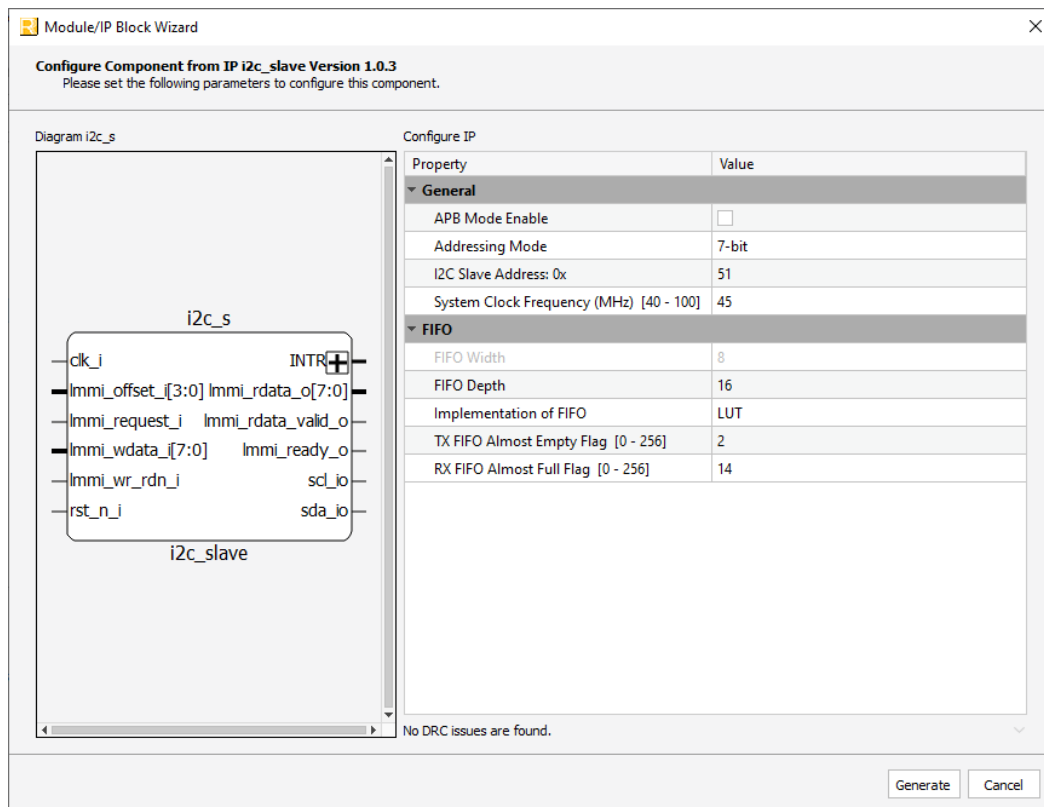 Module/IP Block Wizard
Configure Component from IP i2c_slave Version 1.0.3
Please set the following parameters to configure this component.
Diagram i2c_s
Configure IP
Property Value
General
APB Mode Enable
Addressing Mode 7-bit
I2C Slave Address: 0x 51
System Clock Frequency (MHz) [40 - 100] 45
FIFO
FIFO Width 8
FIFO Depth 16
Implementation of FIFO LUT
TX FIFO Almost Empty Flag [0 - 256] 2
RX FIFO Almost Full Flag [0 - 256] 14
i2c_s
clk_i INTR
lmmi_offset_i[3:0] lmmi_rdata_o[7:0]
lmmi_request_i lmmi_rdata_valid_o
lmmi_wdata_i[7:0] lmmi_ready_o
lmmi_wr_rdn_i scl_io
rst_n_i sda_io
i2c_slave
No DRC issues are found.
Generate Cancel